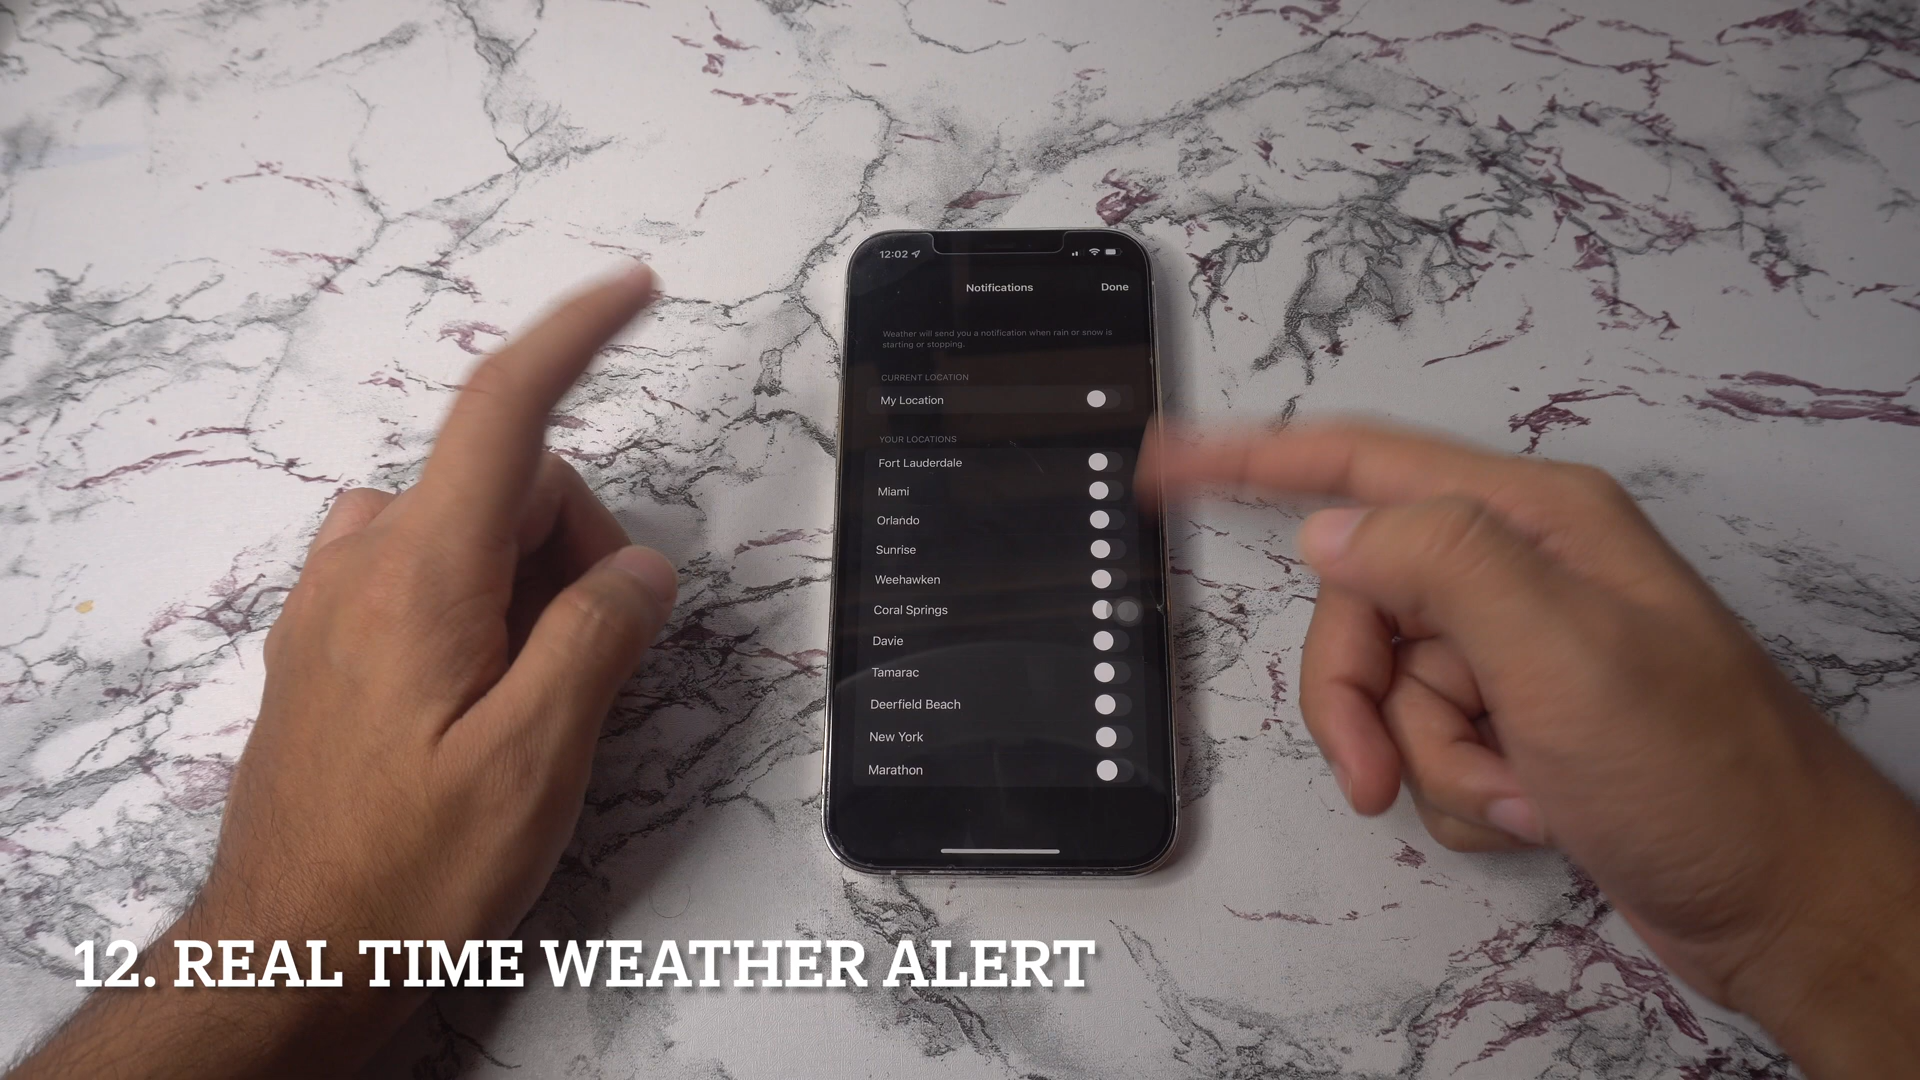 12:02
Notifications
Done
Weather will send you a notification when rain or snow is
starting or stopping.
CURRENT LOCATION
My Location
YOUR LOCATIONS
Fort Lauderdale
Miami
Orlando
Sunrise
Weehawken
Coral Springs
Davie
Tamarac
Deerfield Beach
New York
Marathon
12. REAL TIME WEATHER ALERT